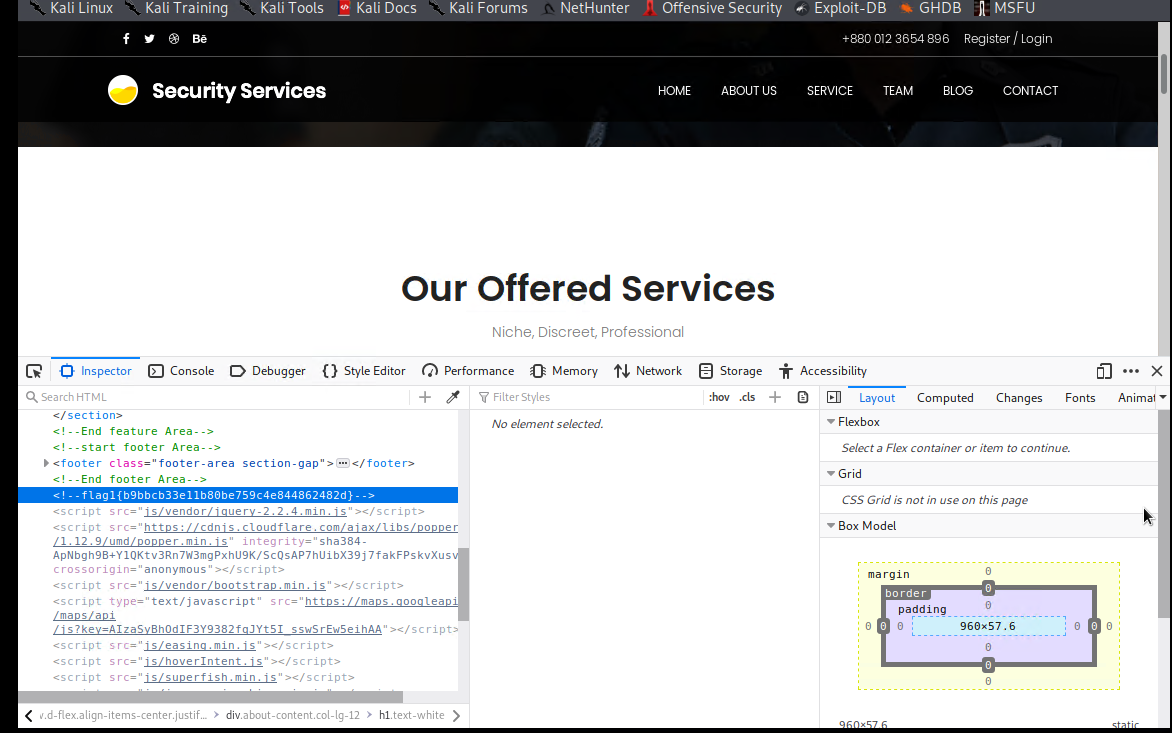 Kali Linux Kali Training Kali Tools Kali Docs Kali Forums NetHunter Offensive Security Exploit-DB GHDB MSFU
+880 012 3654 896 Register / Login
Security Services HOME ABOUT US SERVICE TEAM BLOG CONTACT
Our Offered Services
Niche, Discreet, Professional
Inspector Console Debugger Style Editor Performance Memory Network Storage Accessibility
Search HTML
</section>
<!--End feature Area-->
<!--start footer Area-->
<footer class="footer-area section-gap"></footer>
<!--End footer Area-->
<!--flag1{b9bbcb33e11b80be759c4e844862482d}-->
<script src="js/vendor/jquery-2.2.4.min.js"></script>
<script src="https://cdnjs.cloudflare.com/ajax/libs/popper
/1.12.9/umd/popper.min.js" integrity="sha384-
ApNbgh9B+Y1QKtv3Rn7W3mgPxhU9K/ScQsAP7hUibX39j7fakFPskvXusv
crossorigin="anonymous"></script>
<script src="js/vendor/bootstrap.min.js"></script>
<script type="text/javascript" src="https://maps.googleapi
/maps/api
/js?key=AIzaSyBhOdIF3Y9382fqJYt5I_sswSrEw5eihAA"></script>
<script src="js/easing.min.js"></script>
<script src="js/hoverIntent.js"></script>
<script src="js/superfish.min.js"></script>
v.d-flex.align-items-center.justif... div.about-content.col-lg-12 h1.text-white
Filter Styles :hov .cls
No element selected.
Layout Computed Changes Fonts Animat
Flexbox
Select a Flex container or item to continue.
Grid
CSS Grid is not in use on this page
Box Model
margin 0
border 0
padding 0
0 0 0 960×57.6 0 0 0
0
0
0
960×57.6 static